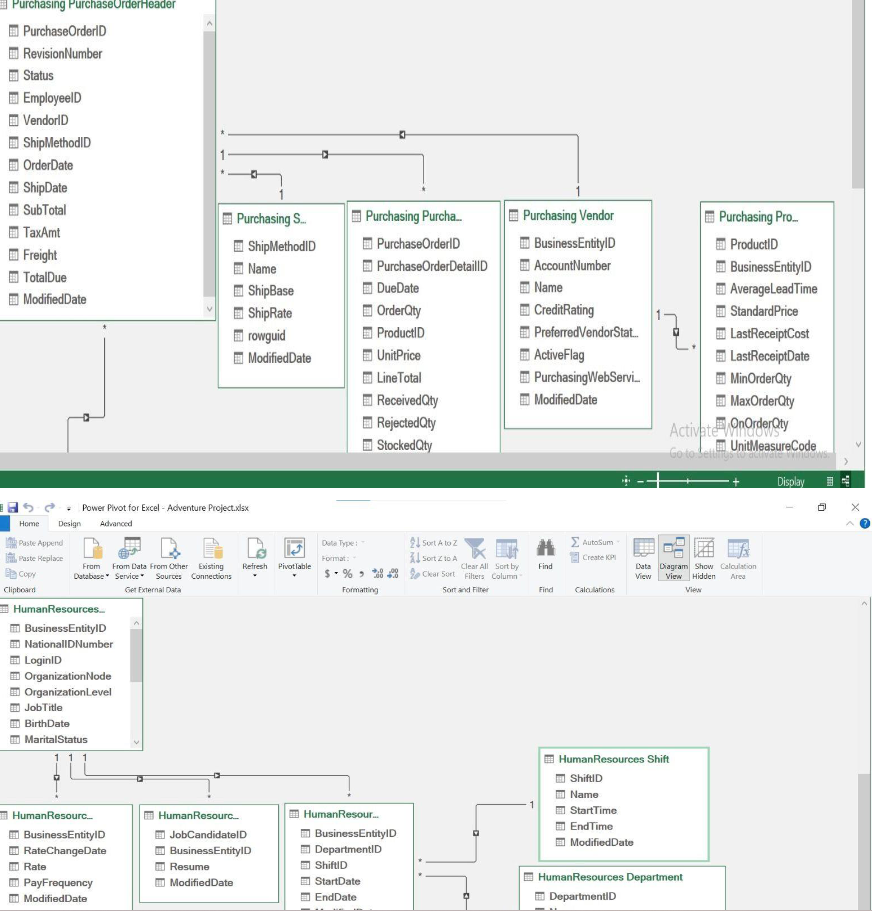 Purchasing PurchaseOrderHeader
PurchaseOrderID
RevisionNumber
Status
EmployeeID
VendorID
ShipMethodID
OrderDate
ShipDate
SubTotal
TaxAmt
Freight
TotalDue
ModifiedDate
*
1
*
1
*
1
*
Purchasing S...
ShipMethodID
Name
ShipBase
ShipRate
rowguid
ModifiedDate
Purchasing Purcha...
PurchaseOrderID
PurchaseOrderDetailID
DueDate
OrderQty
ProductID
UnitPrice
LineTotal
ReceivedQty
RejectedQty
StockedQty
Purchasing Vendor
BusinessEntityID
AccountNumber
Name
CreditRating
PreferredVendorStat...
ActiveFlag
PurchasingWebServi...
ModifiedDate
1
*
Purchasing Pro...
ProductID
BusinessEntityID
AverageLeadTime
StandardPrice
LastReceiptCost
LastReceiptDate
MinOrderQty
MaxOrderQty
OnOrderQty
UnitMeasureCode
Activate Windows
Go to Settings to activate Windows.
Display
Power Pivot for Excel - Adventure Project.xlsx
Home Design Advanced
Paste Append
Paste Replace
Copy
Clipboard
From Database
From Data Service
From Other Sources
Existing Connections
Get External Data
Refresh
PivotTable
Data Type :
Format :
$ % 
Formatting
Sort A to Z
Sort Z to A
Clear Sort
Clear All Filters
Sort by Column
Sort and Filter
Find
Find
AutoSum
Create KPI
Calculations
Data View
Diagram View
Show Hidden
Calculation Area
View
HumanResources...
BusinessEntityID
NationalIDNumber
LoginID
OrganizationNode
OrganizationLevel
JobTitle
BirthDate
MaritalStatus
1 1 1
* * *
HumanResourc...
BusinessEntityID
RateChangeDate
Rate
PayFrequency
ModifiedDate
HumanResourc...
JobCandidateID
BusinessEntityID
Resume
ModifiedDate
HumanResour...
BusinessEntityID
DepartmentID
ShiftID
StartDate
EndDate
*
*
1
HumanResources Shift
ShiftID
Name
StartTime
EndTime
ModifiedDate
HumanResources Department
DepartmentID